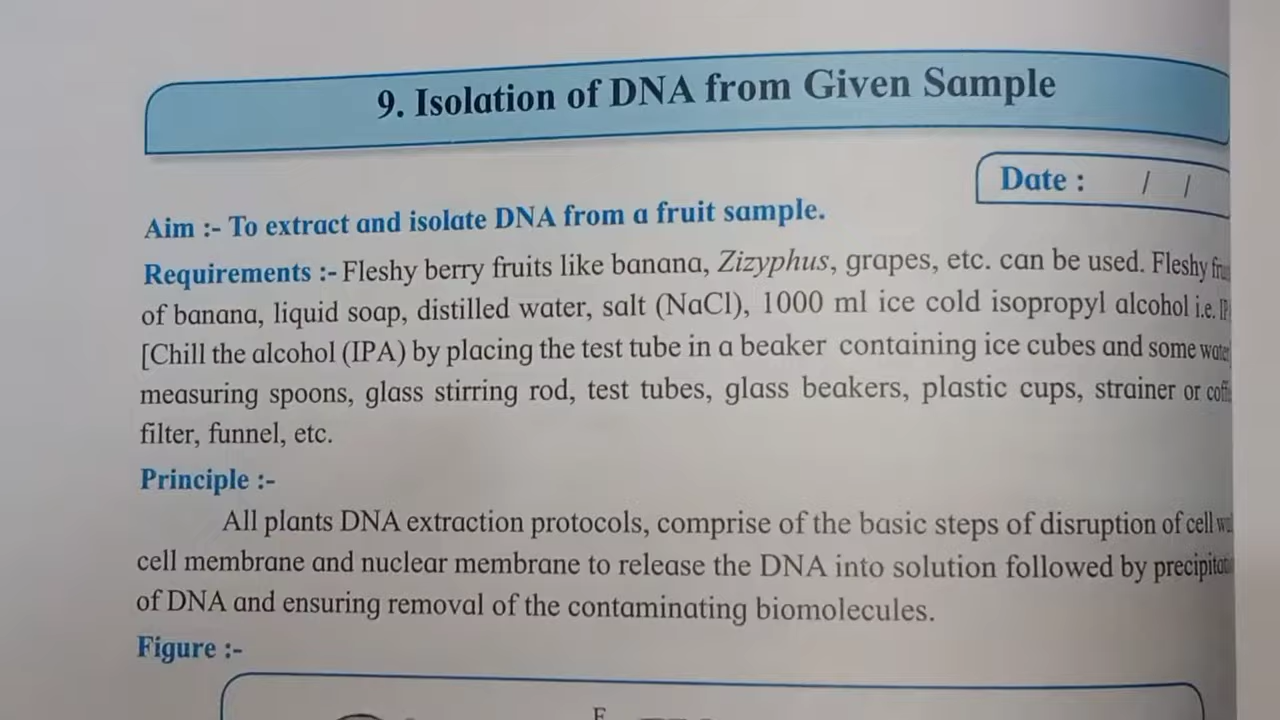 9. Isolation of DNA from Given Sample
Date : / /
Aim :- To extract and isolate DNA from a fruit sample.
Requirements :- Fleshy berry fruits like banana, Zizyphus, grapes, etc. can be used. Fleshy
of banana, liquid soap, distilled water, salt (NaCl), 1000 ml ice cold isopropyl alcohol i.e.
[Chill the alcohol (IPA) by placing the test tube in a beaker containing ice cubes and some water
measuring spoons, glass stirring rod, test tubes, glass beakers, plastic cups, strainer or
filter, funnel, etc.
Principle :-
All plants DNA extraction protocols, comprise of the basic steps of disruption of cell
cell membrane and nuclear membrane to release the DNA into solution followed by
of DNA and ensuring removal of the contaminating biomolecules.
Figure :-